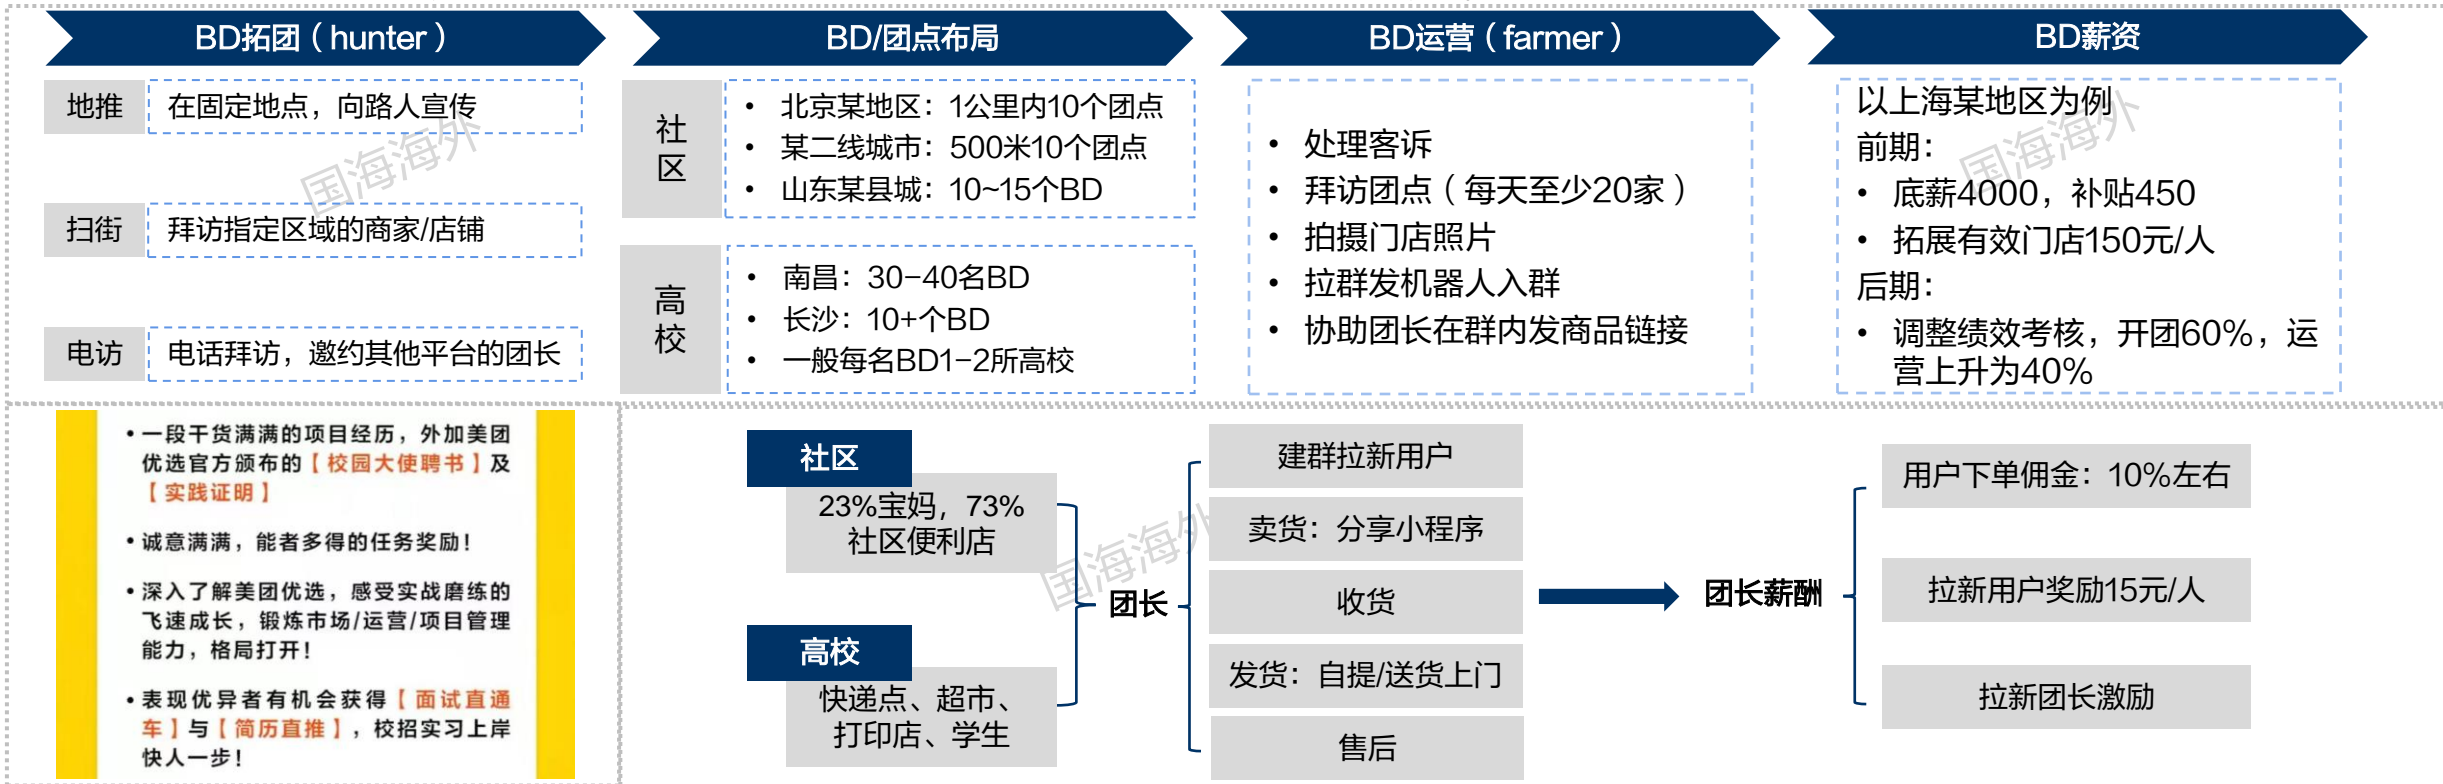 BD拓团（hunter）
BD/团点布局
BD运营（farmer）
BD薪资
地推
在固定地点，向路人宣传
扫街
拜访指定区域的商家/店铺
电访
电话拜访，邀约其他平台的团长
社
区
• 北京某地区：1公里内10个团点
• 某二线城市：500米10个团点
• 山东某县城：10~15个BD
高
校
• 南昌：30-40名BD
• 长沙：10+个BD
• 一般每名BD1-2所高校
• 处理客诉
• 拜访团点（每天至少20家）
• 拍摄门店照片
• 拉群发机器人入群
• 协助团长在群内发商品链接
以上海某地区为例
前期：
• 底薪4000，补贴450
• 拓展有效门店150元/人
后期：
• 调整绩效考核，开团60%，运
营上升为40%
国海海外
国海海外
• 一段干货满满的项目经历，外加美团
优选官方颁布的【校园大使聘书】及
【实践证明】
• 诚意满满，能者多得的任务奖励！
• 深入了解美团优选，感受实战磨练的
飞速成长，锻炼市场/运营/项目管理
能力，格局打开！
• 表现优异者有机会获得【面试直通
车】与【简历直推】，校招实习上岸
快人一步！
社区
23%宝妈，73%
社区便利店
高校
快递点、超市、
打印店、学生
团长
建群拉新用户
卖货：分享小程序
收货
发货：自提/送货上门
售后
团长薪酬
用户下单佣金：10%左右
拉新用户奖励15元/人
拉新团长激励
国海海外